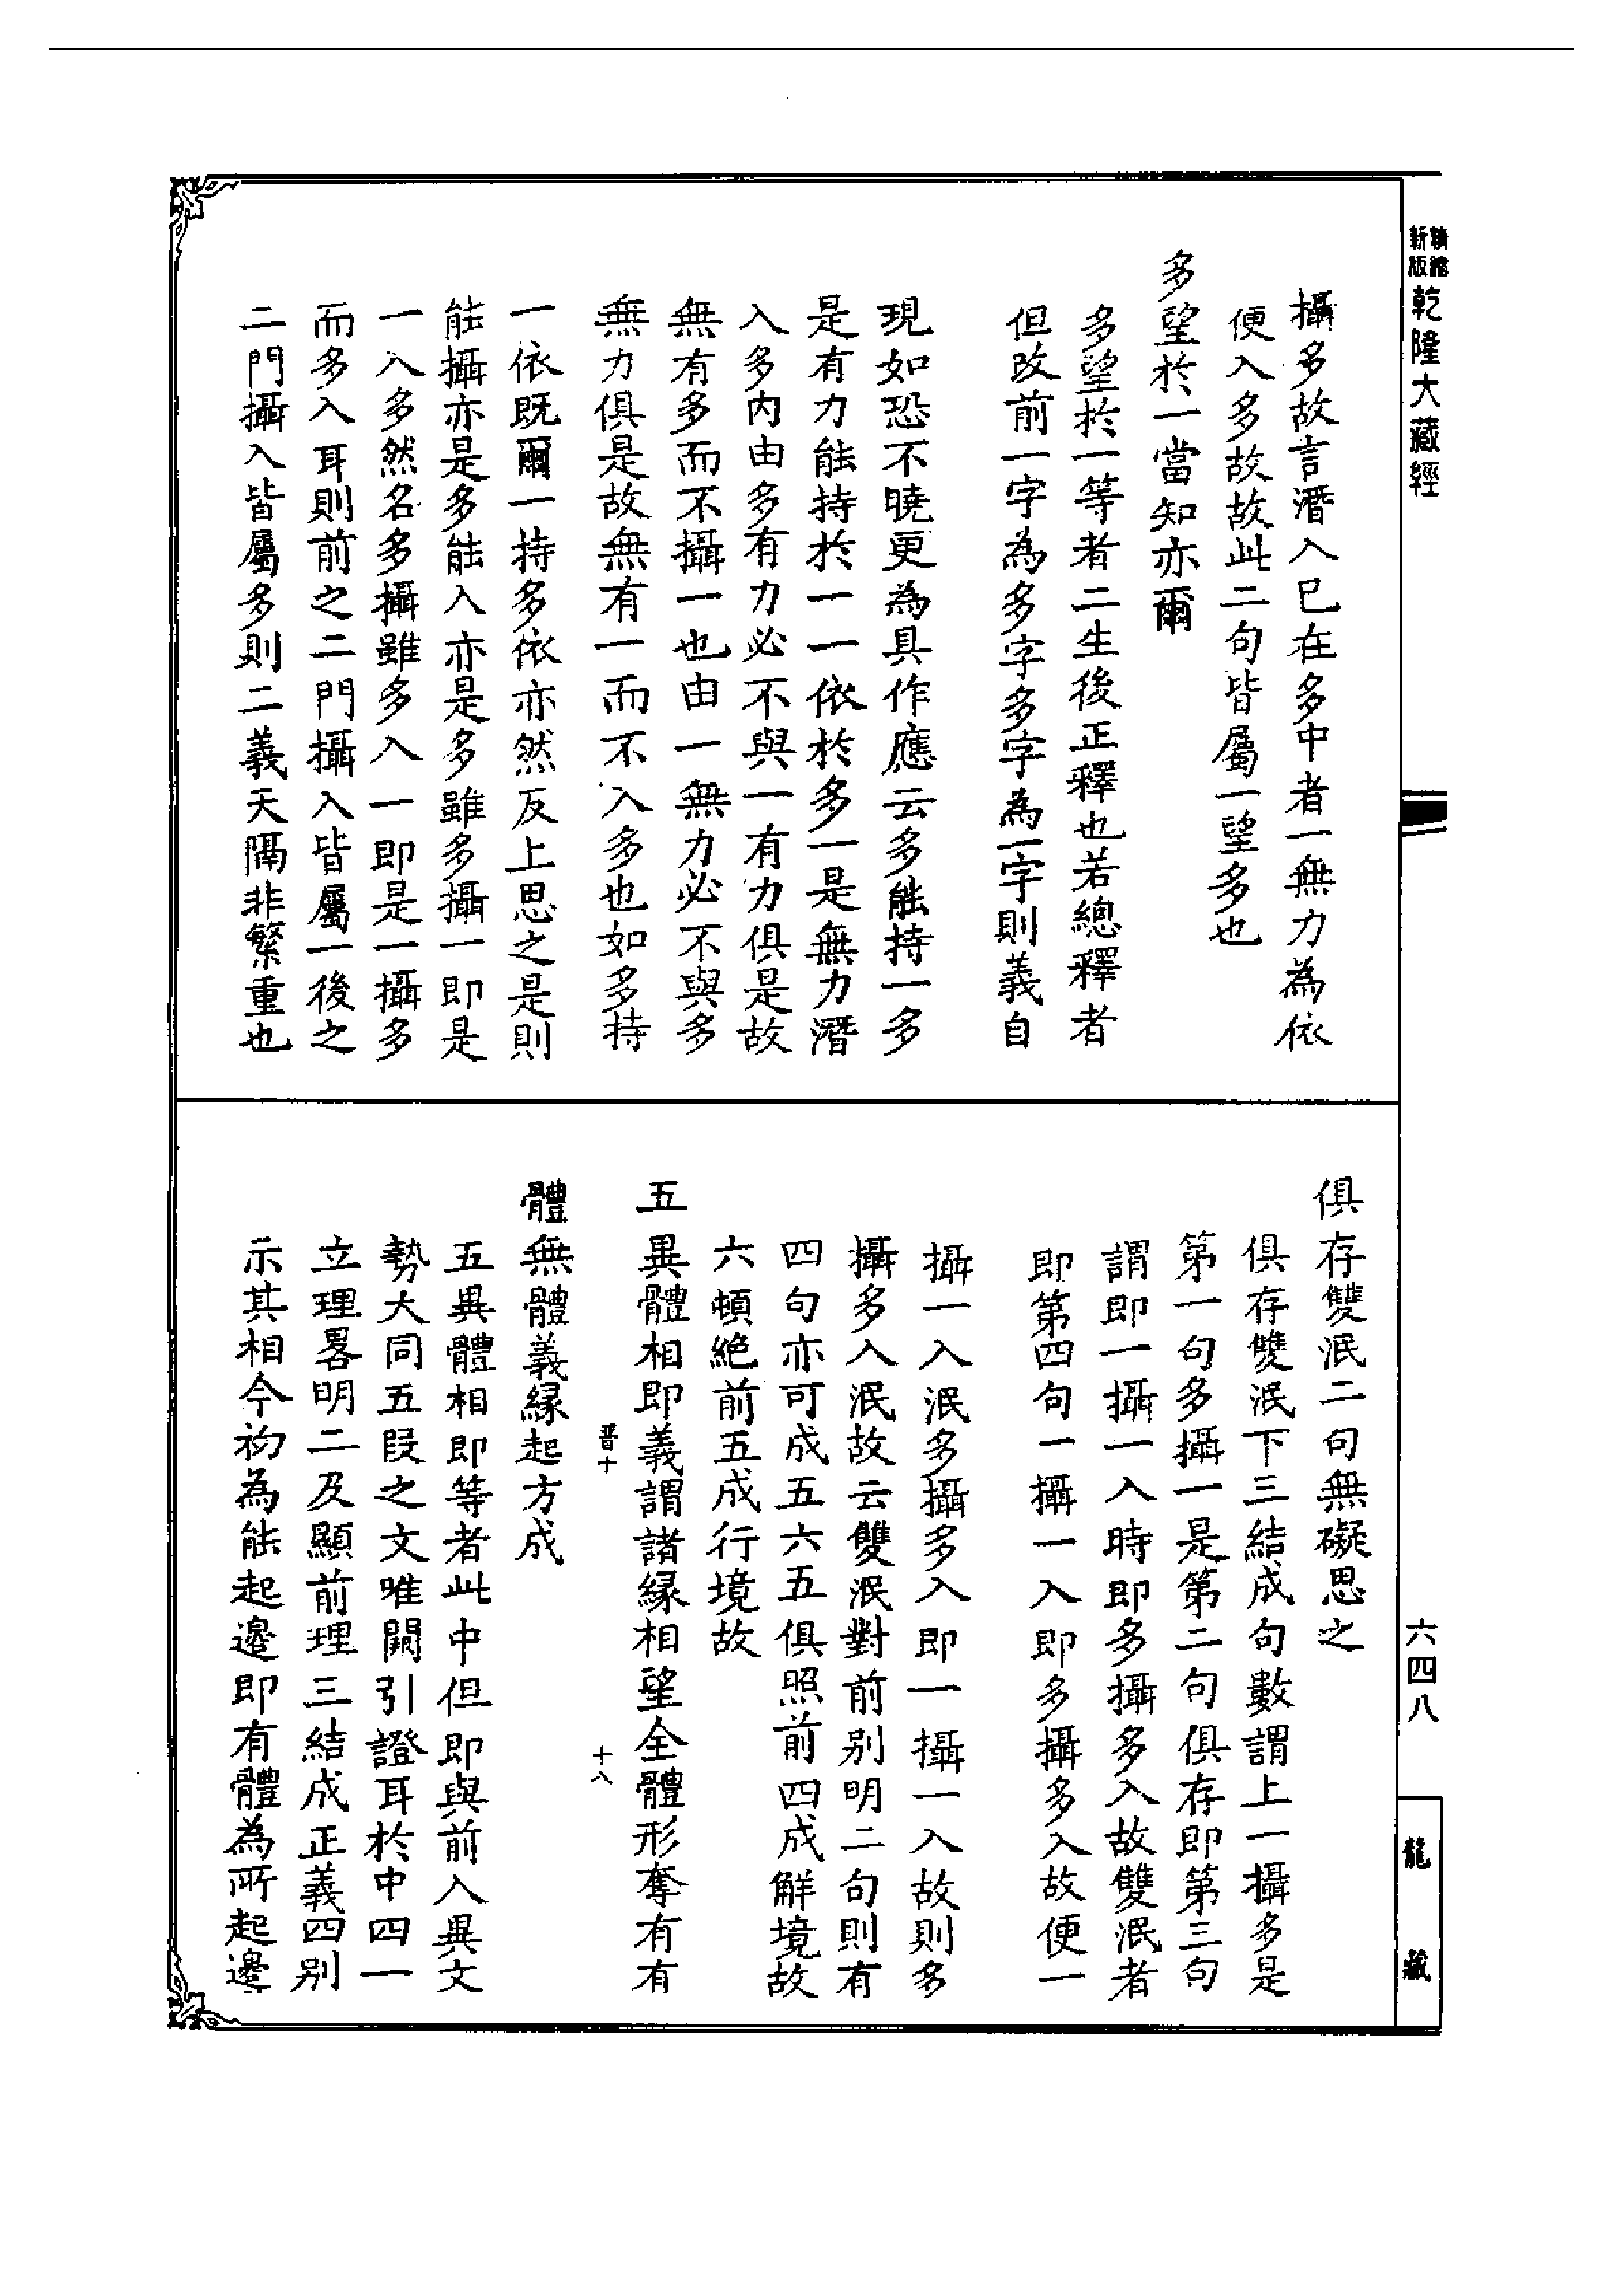 精縮
新版
乾隆大藏經
攝多故言潛入已在多中者一無力為依
便入多故故此二句皆屬一望多也
多望於一當知亦爾
多望於一等者二生後正釋也若總釋者
但改前一字為多字多字為一字則義自
現如恐不曉更為具作應云多能持一多
是有力能持於一一依於多一是無力潛
入多內由多有力必不與一有力俱是故
無有多而不攝一也由一無力必不與多
無力俱是故無有一而不入多也如多持
一依既爾一持多依亦然反上思之是則
能攝亦是多能入亦是多雖多攝一即是
一入多然名多攝雖多入一即是一攝多
而多入耳則前之二門攝入皆屬一後之
二門攝入皆屬多則二義天隔非繁重也
俱存雙泯二句無礙思之
俱存雙泯下三結成句數謂上一攝多是
第一句多攝一是第二句俱存即第三句
謂即一攝一入時即多攝多入故雙泯者
即第四句一攝一入即多攝多入故便一
攝一入泯多攝多入即一攝一入故則多
攝多入泯故云雙泯對前別明二句則有
四句亦可成五六五俱照前四成解境故
六頓絕前五成行境故
五異體相即義謂諸緣相望全體形奪有有
晋十
十八
體無體義緣起方成
五異體相即等者此中但即與前入異文
勢大同五段之文唯闕引證耳於中四一
立理畧明二及顯前理三結成正義四別
示其相今初為能起邊即有體為所起邊
六四八
龍藏